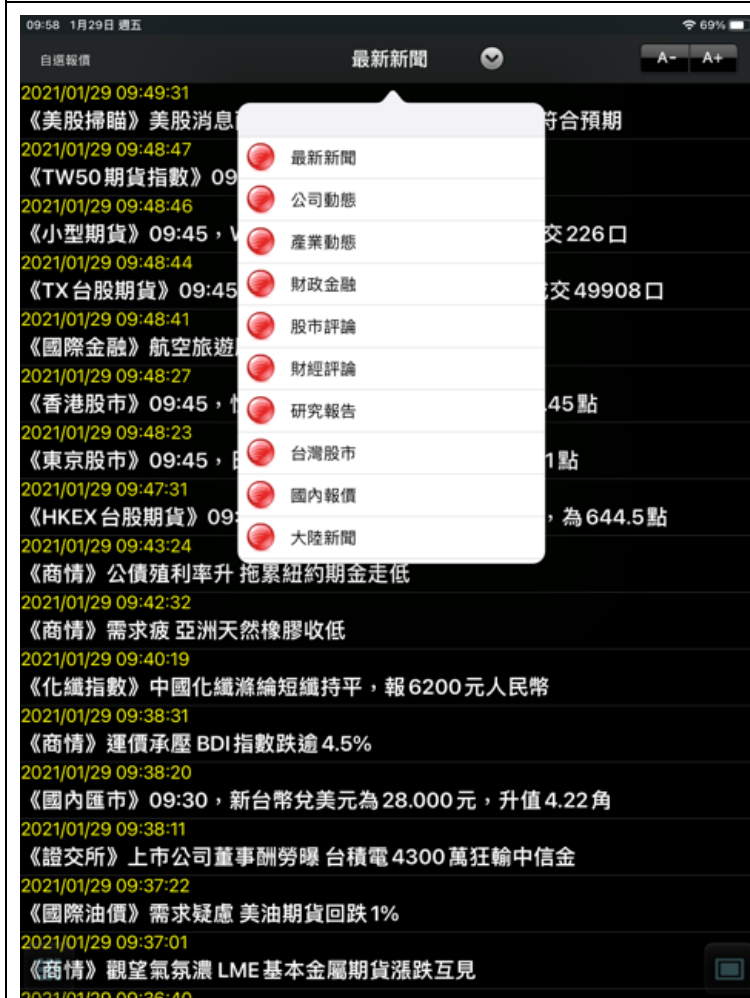 09:58 1月29日 週五
69%
自選報價
最新新聞
A- A+
2021/01/29 09:49:31
《美股掃瞄》美股消息
符合預期
2021/01/29 09:48:47
《TW50期貨指數》09
2021/01/29 09:48:46
《小型期貨》09:45,
交226口
2021/01/29 09:48:44
《TX台股期貨》09:45
交49908口
2021/01/29 09:48:41
《國際金融》航空旅遊
2021/01/29 09:48:27
《香港股市》09:45,
.45點
2021/01/29 09:48:23
《東京股市》09:45,
1點
2021/01/29 09:47:31
《HKEX台股期貨》09:
,為644.5點
最新新聞
公司動態
產業動態
財政金融
股市評論
財經評論
研究報告
台灣股市
國內報價
大陸新聞
2021/01/29 09:43:24
《商情》公債殖利率升 拖累紐約期金走低
2021/01/29 09:42:32
《商情》需求疲 亞洲天然橡膠收低
2021/01/29 09:40:19
《化纖指數》中國化纖滌綸短纖持平,報6200元人民幣
2021/01/29 09:38:31
《商情》運價承壓 BDI指數跌逾4.5%
2021/01/29 09:38:20
《國內匯市》09:30,新台幣兌美元為28.000元,升值4.22角
2021/01/29 09:38:11
《證交所》上市公司董事酬勞曝 台積電4300萬狂輸中信金
2021/01/29 09:37:22
《國際油價》需求疑慮 美油期貨回跌1%
2021/01/29 09:37:01
《商情》觀望氣氛濃 LME基本金屬期貨漲跌互見
2021/01/29 09:36:40